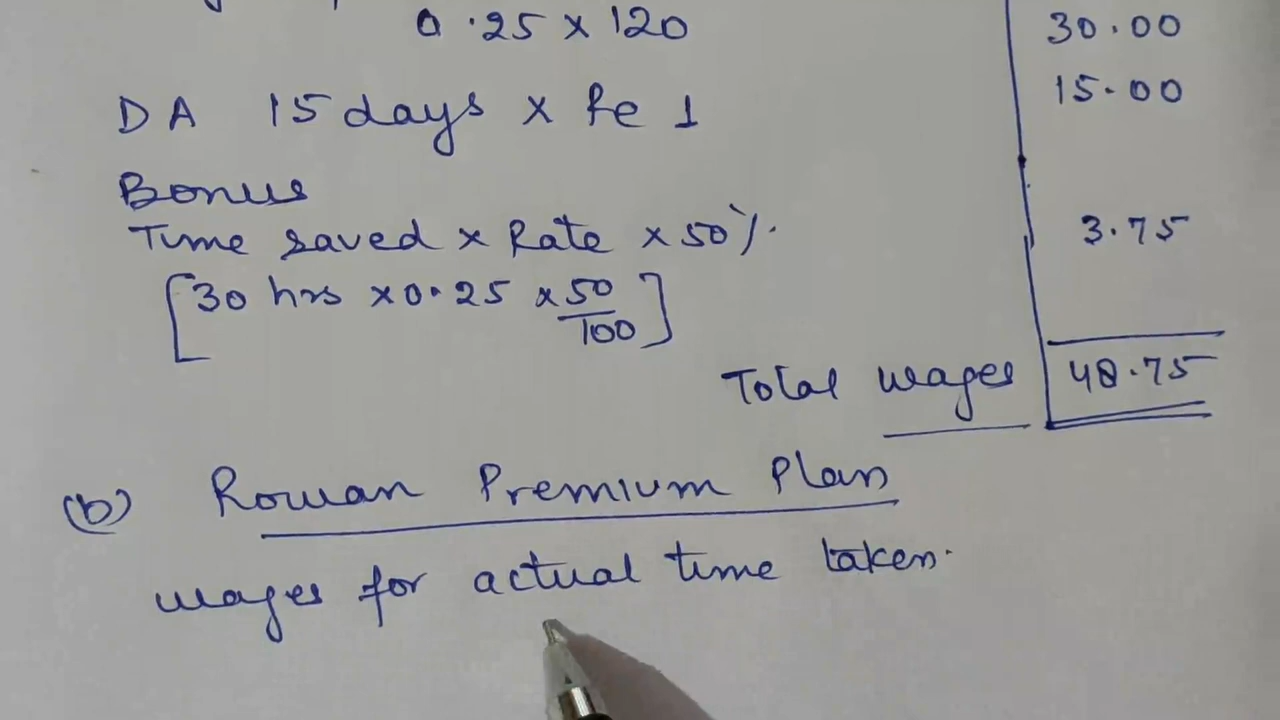 0.25 x 120 30.00
DA 15 days x Re 1 15.00
Bonus
Time saved x Rate x 50%. 3.75
[30 hrs x 0.25 x 50/100]
Total wages 48.75
(b) Rowan Premium Plan
wages for actual time taken.